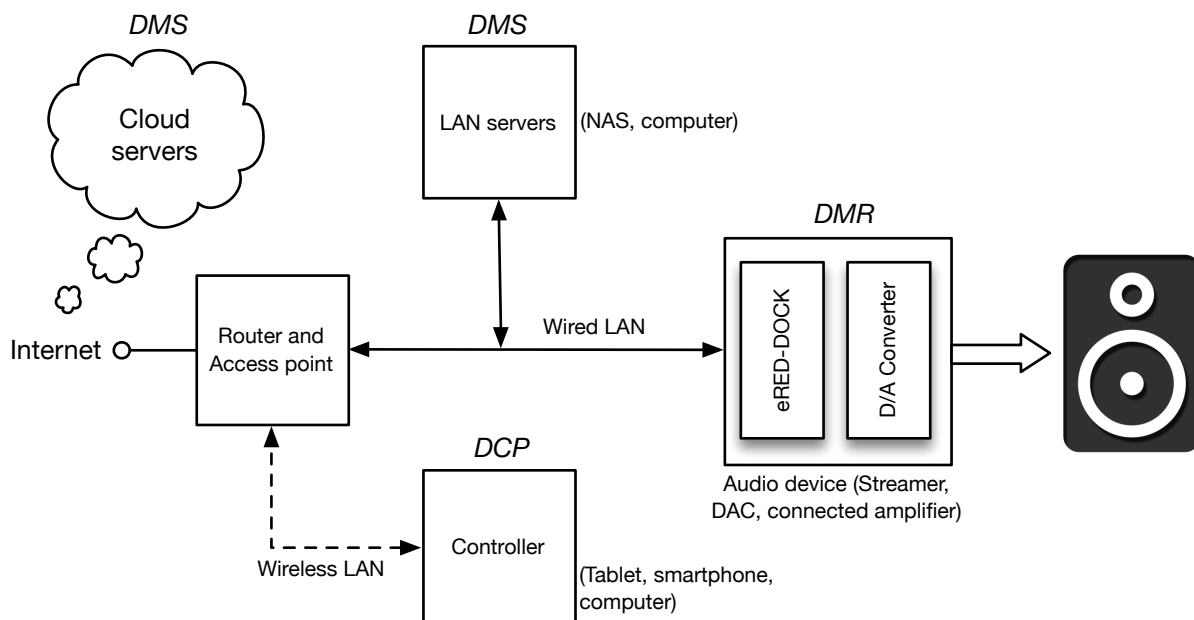 DMS
Cloud
servers
DMS
LAN servers
(NAS, computer)
DMR
eRED-DOCK
D/A Converter
Internet
Router and
Access point
Wired LAN
Audio device (Streamer,
DAC, connected amplifier)
DCP
Controller
Wireless LAN
(Tablet, smartphone,
computer)